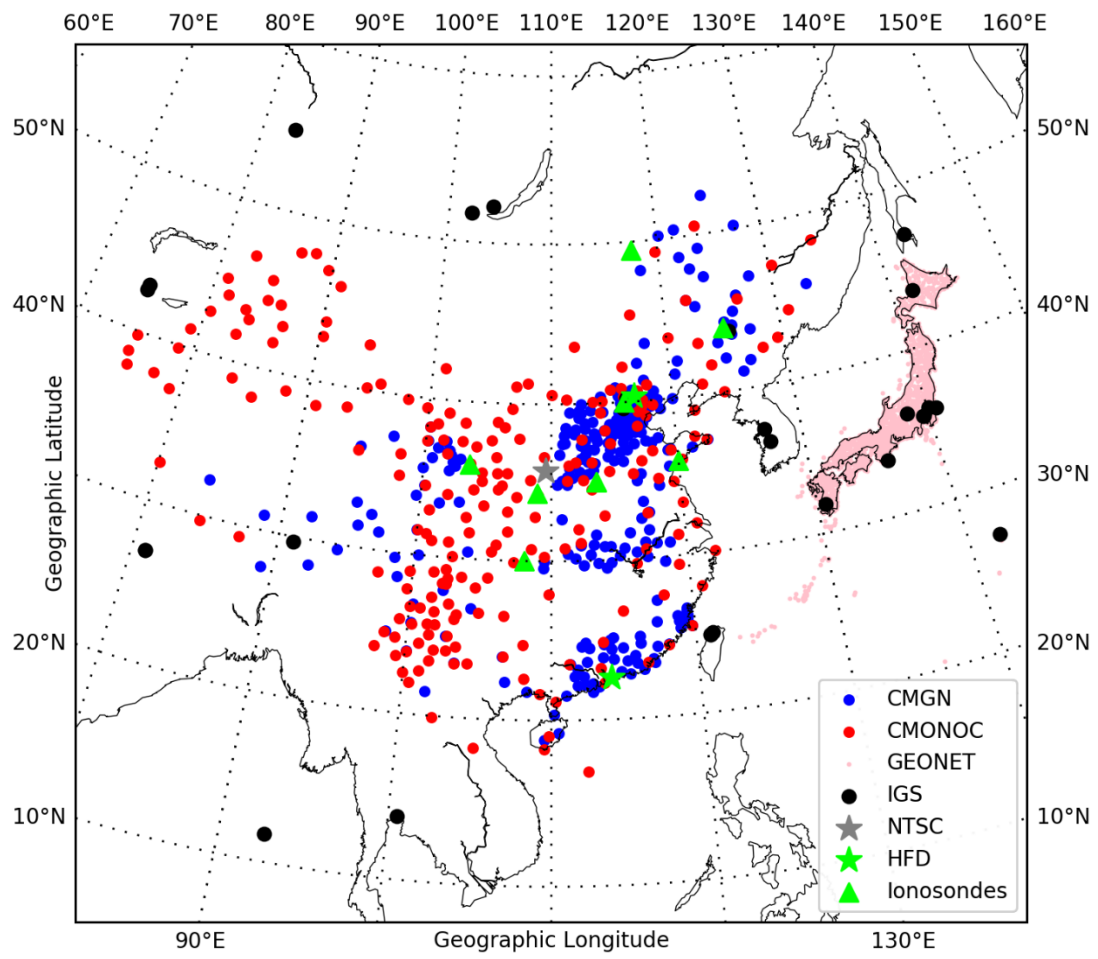 60°E 70°E 80°E 90°E 100°E 110°E 120°E 130°E 140°E 150°E 160°E
50°N 50°N
40°N 40°N
30°N 30°N
20°N 20°N
10°N 10°N
Geographic Latitude
CMGN
CMONOC
GEONET
IGS
NTSC
HFD
Ionosondes
90°E Geographic Longitude 130°E